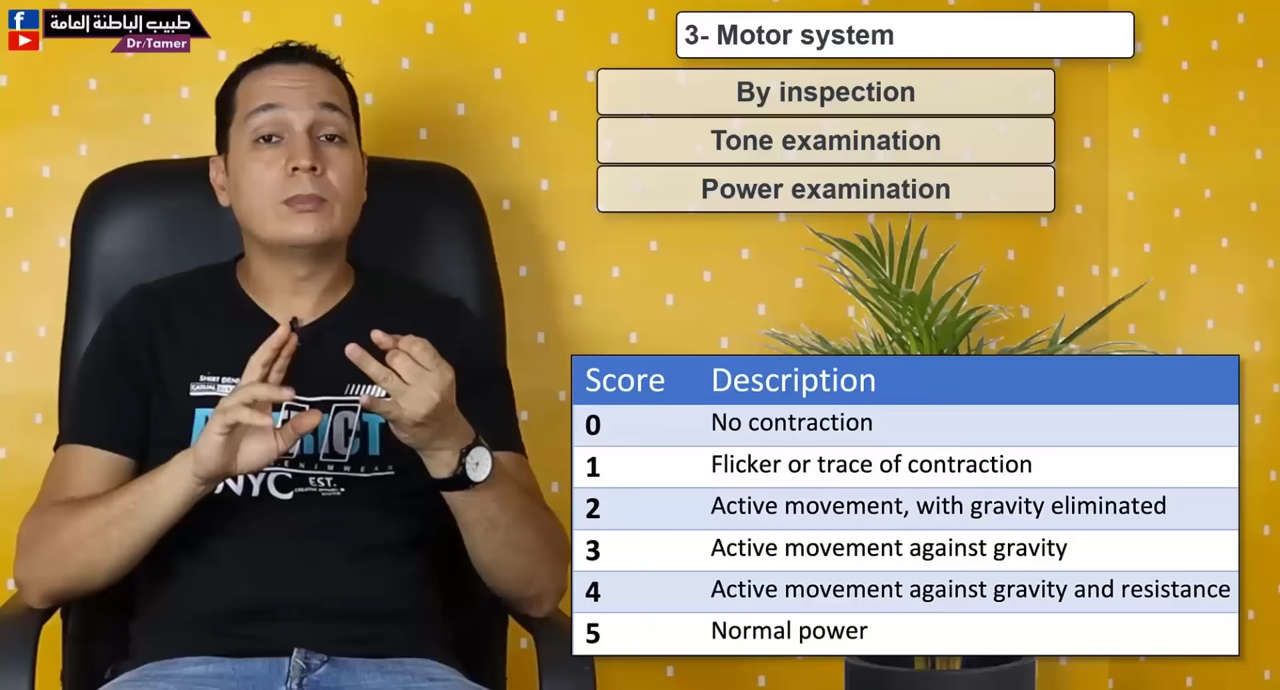 f
طبيب الباطنة العامة
Dr/Tamer
3- Motor system
By inspection
Tone examination
Power examination
Score Description
0 No contraction
1 Flicker or trace of contraction
2 Active movement, with gravity eliminated
3 Active movement against gravity
4 Active movement against gravity and resistance
5 Normal power
NYC
EST.